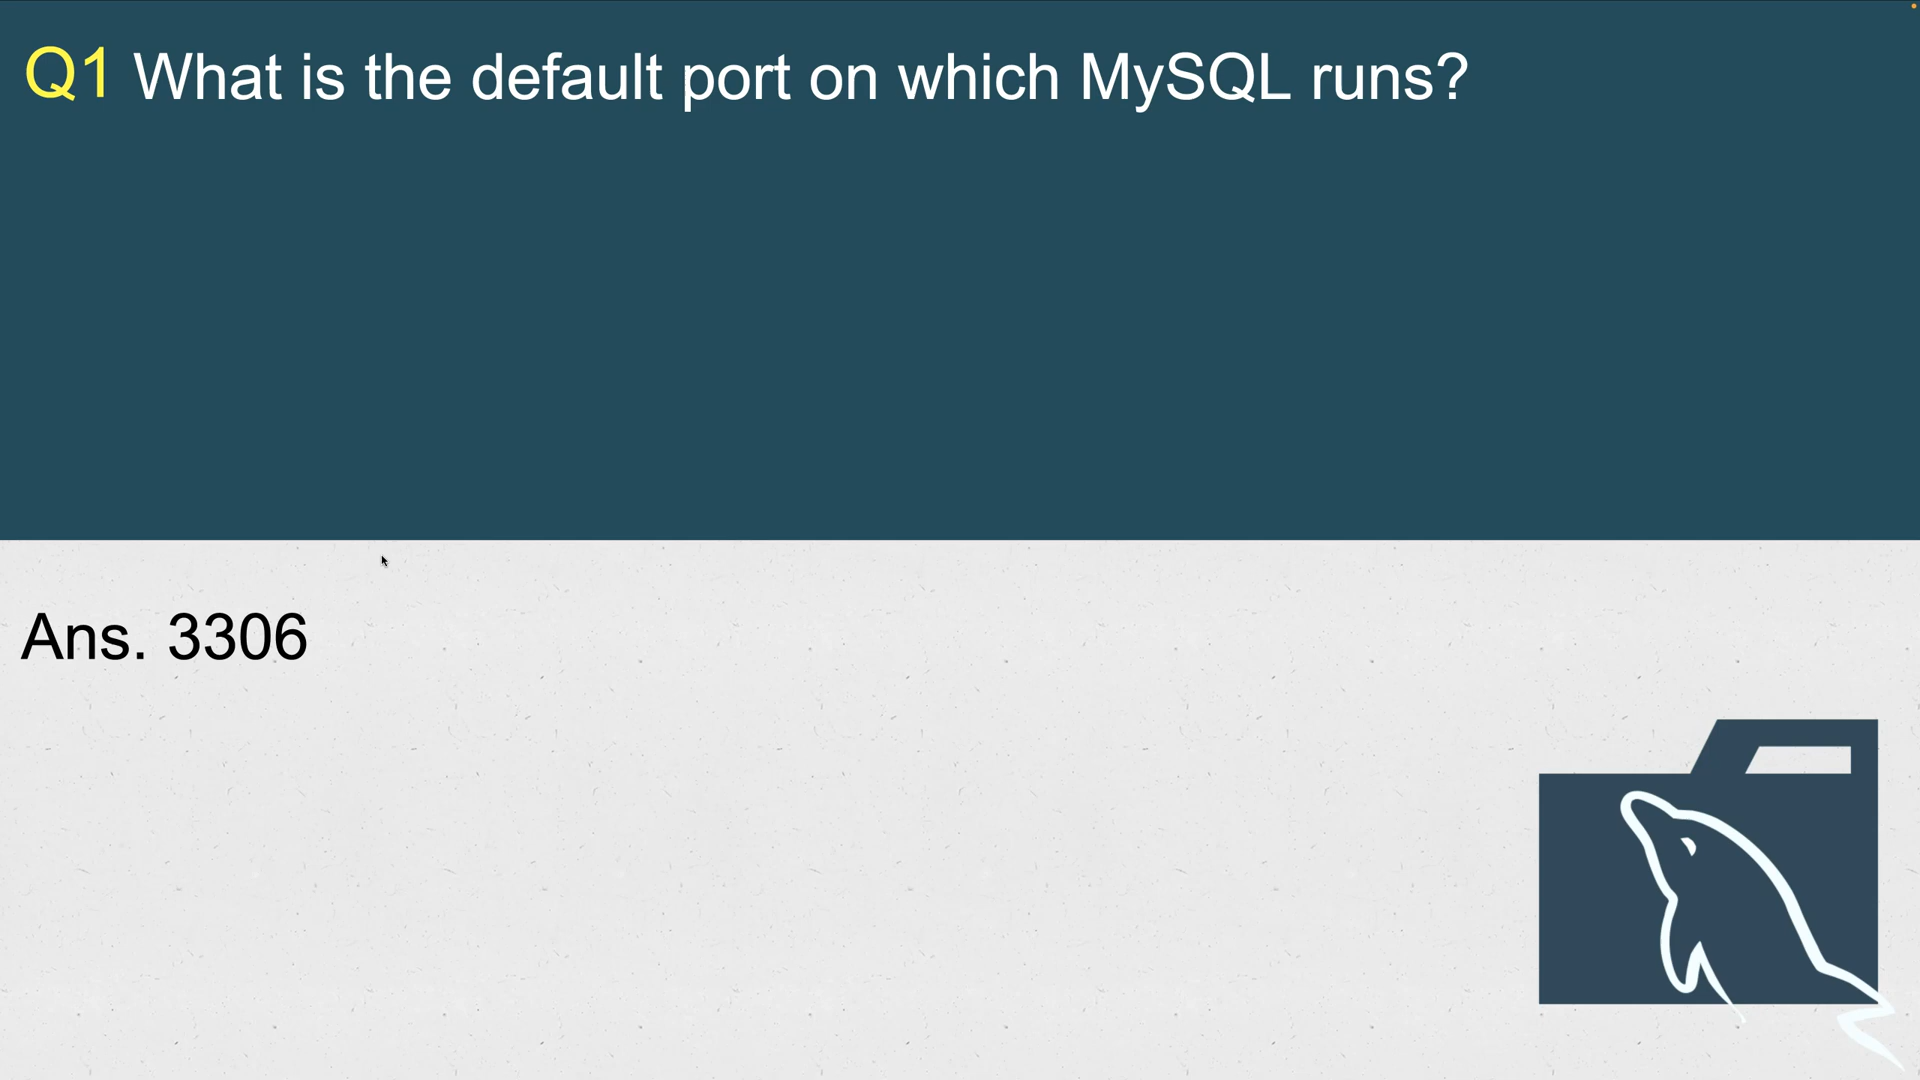 Q1 What is the default port on which MySQL runs?
Ans. 3306